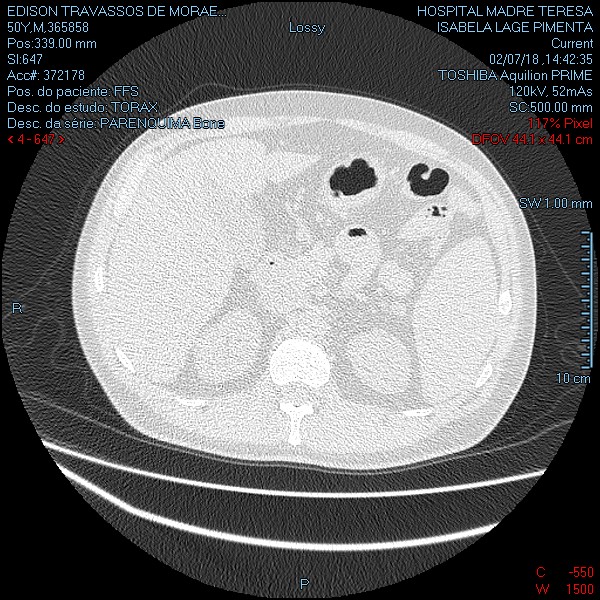 EDISON TRAVASSOS DE MORAE...
50Y,M,365858
Pos:339.00 mm
SI:647
Acc#: 372178
Pos. do paciente: FFS
Desc. do estudo: TORAX
Desc. da série: PARENQUIMA Bone
< 4 - 647 >
Lossy
HOSPITAL MADRE TERESA
ISABELA LAGE PIMENTA
Current
02/07/18 ,14:42:35
TOSHIBA Aquilion PRIME
120kV, 52mAs
SC:500.00 mm
117% Pixel
DFOV 44.1 x 44.1 cm
SW:1.00 mm
R
10 cm
P
C -550
W 1500